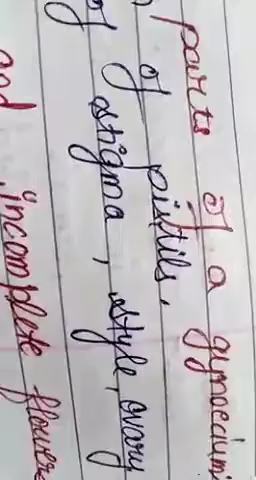 parts of a gynoecium
of pistils.
of stigma, style, ovary
and incomplete flower